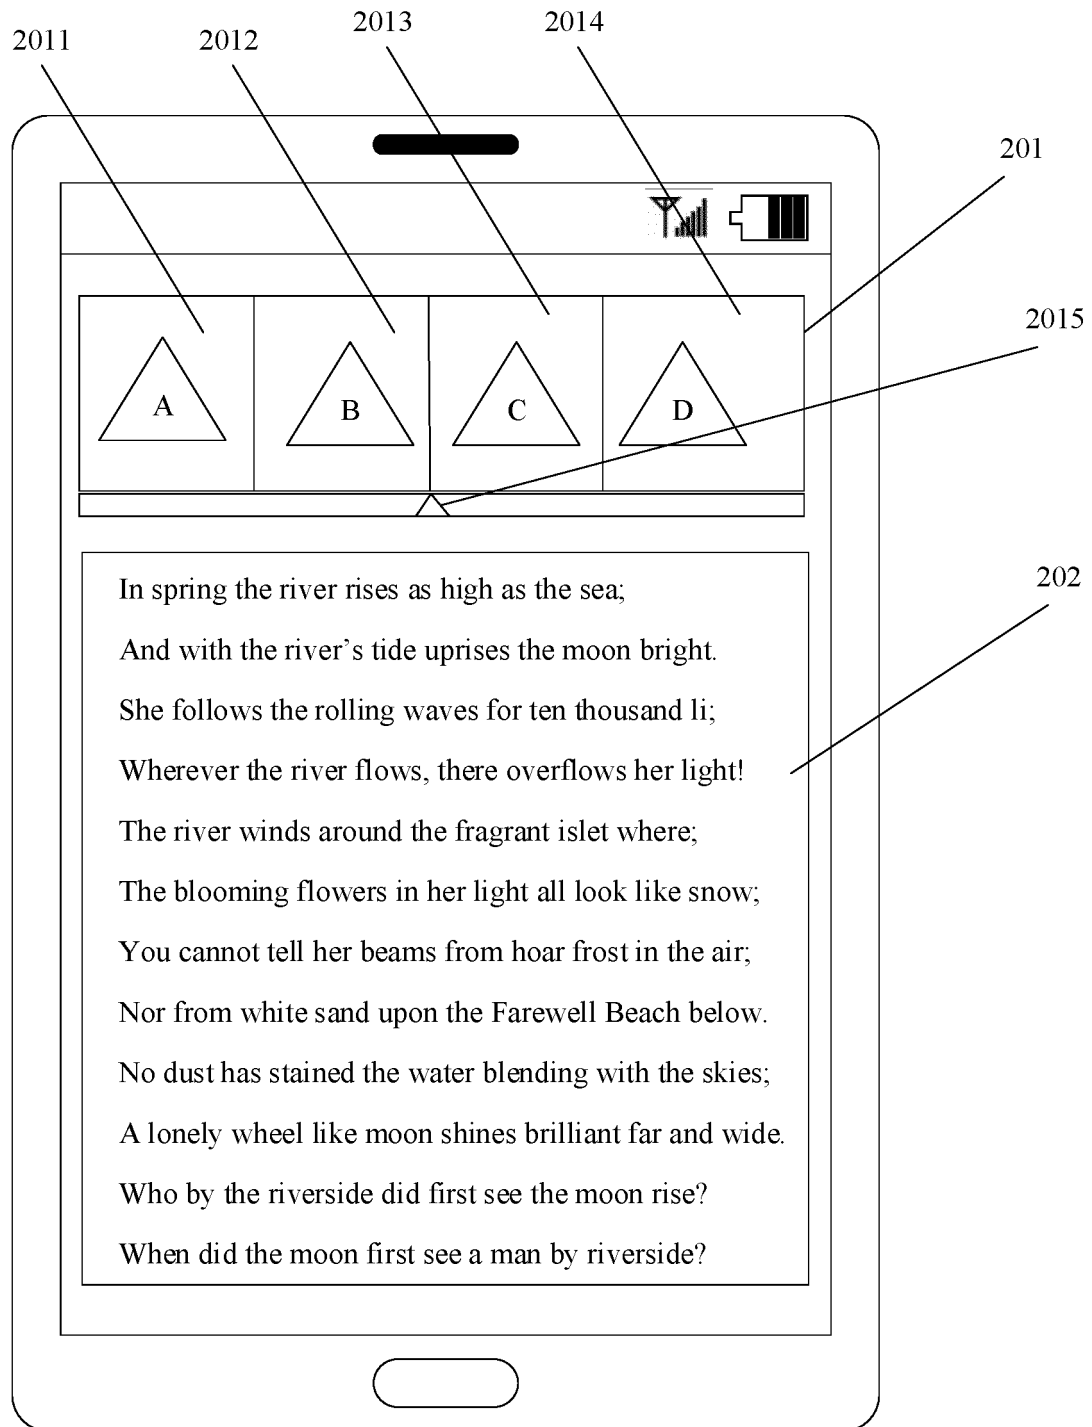 2011
2012
2013
2014
201
A
B
C
D
2015
In spring the river rises as high as the sea;
And with the river’s tide uprises the moon bright.
She follows the rolling waves for ten thousand li;
Wherever the river flows, there overflows her light!
The river winds around the fragrant islet where;
The blooming flowers in her light all look like snow;
You cannot tell her beams from hoar frost in the air;
Nor from white sand upon the Farewell Beach below.
No dust has stained the water blending with the skies;
A lonely wheel like moon shines brilliant far and wide.
Who by the riverside did first see the moon rise?
When did the moon first see a man by riverside?
202